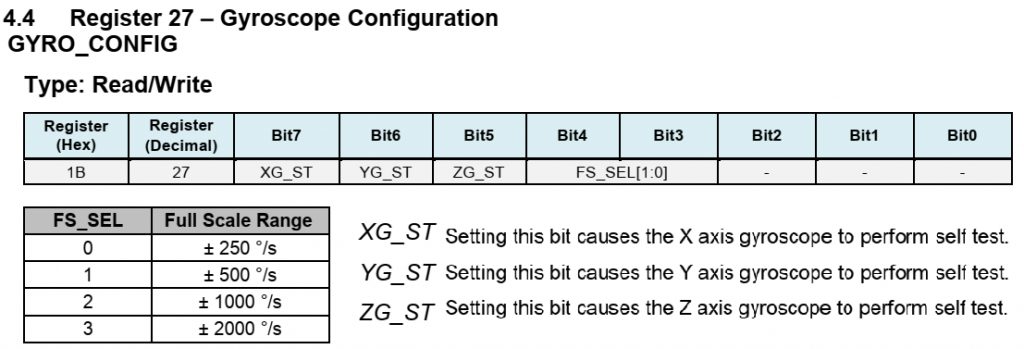 4.4 Register 27 – Gyroscope Configuration
GYRO_CONFIG
Type: Read/Write
Register (Hex) Register (Decimal) Bit7 Bit6 Bit5 Bit4 Bit3 Bit2 Bit1 Bit0
1B 27 XG_ST YG_ST ZG_ST FS_SEL[1:0] - - -
FS_SEL Full Scale Range
0 ± 250 °/s
1 ± 500 °/s
2 ± 1000 °/s
3 ± 2000 °/s
XG_ST Setting this bit causes the X axis gyroscope to perform self test.
YG_ST Setting this bit causes the Y axis gyroscope to perform self test.
ZG_ST Setting this bit causes the Z axis gyroscope to perform self test.